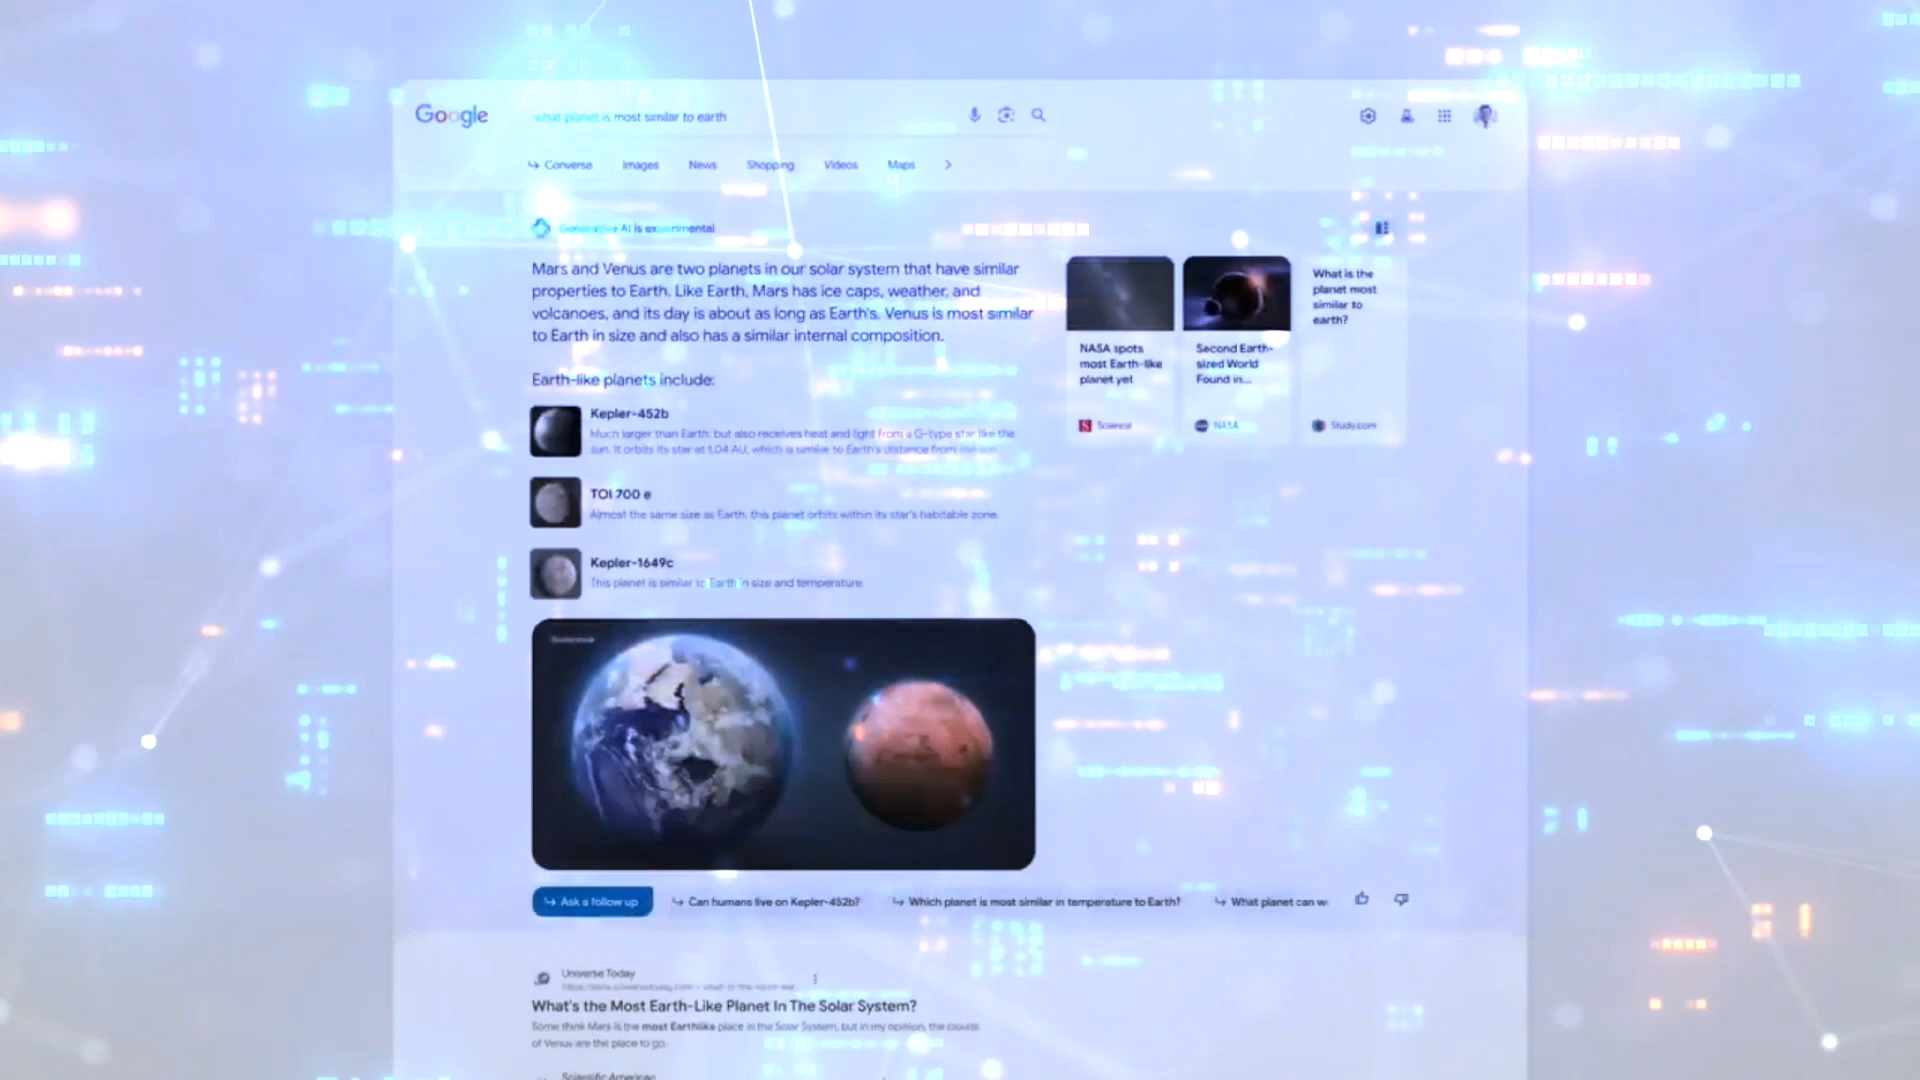 Google
what planet is most similar to earth
Converse
Images
News
Shopping
Videos
Maps
Generative AI is experimental
Mars and Venus are two planets in our solar system that have similar
properties to Earth. Like Earth, Mars has ice caps, weather, and
volcanoes, and its day is about as long as Earth's. Venus is most similar
to Earth in size and also has a similar internal composition.
Earth-like planets include:
Kepler-452b
Much larger than Earth, but also receives heat and light from a G-type star like the
sun. It orbits its star at 1.04 AU, which is similar to Earth's distance from the sun.
TOI 700 e
Almost the same size as Earth, this planet orbits within its star's habitable zone.
Kepler-1649c
This planet is similar to Earth in size and temperature.
NASA spots
most Earth-like
planet yet
Science
Second Earth-
sized World
Found in...
NASA
What is the
planet most
similar to
earth?
Study.com
Ask a follow up
Can humans live on Kepler-452b?
Which planet is most similar in temperature to Earth?
What planet can w
Universe Today
What's the Most Earth-Like Planet In The Solar System?
Some think Mars is the most Earthlike place in the Solar System, but in my opinion, the clouds
of Venus are the place to go.
Scientific American